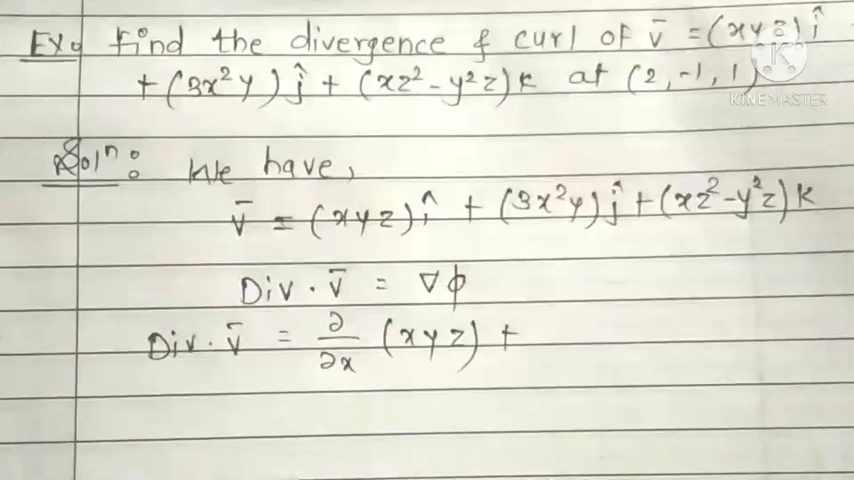 Ex. Find the divergence & curl of v̄ = (xyz) î
+ (3x²y) ĵ + (xz² - y²z) k at (2, -1, 1)
KINEMASTER
Solⁿ: We have,
v̄ = (xyz) î + (3x²y) ĵ + (xz² - y²z) k
Div · v̄ = ∇ϕ
Div · v̄ = ∂/∂x (xyz) +